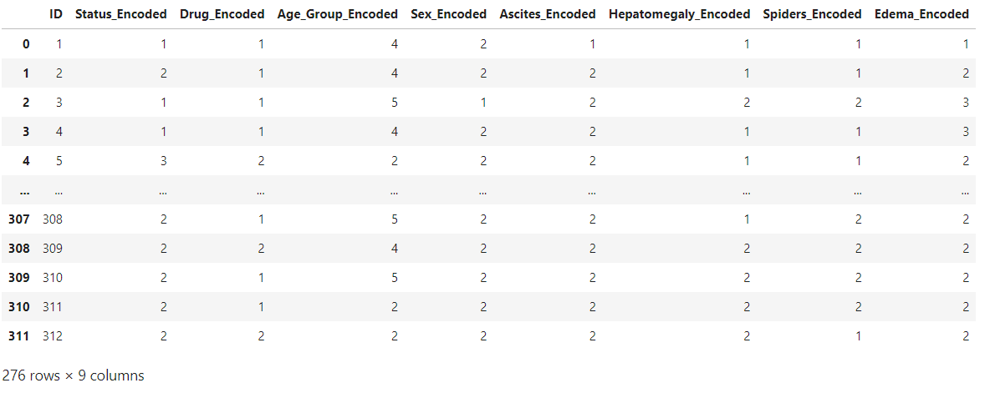 ID Status_Encoded Drug_Encoded Age_Group_Encoded Sex_Encoded Ascites_Encoded Hepatomegaly_Encoded Spiders_Encoded Edema_Encoded
0 1 1 1 4 2 1 1 1 1
1 2 2 1 4 2 2 1 1 2
2 3 1 1 5 1 2 2 2 3
3 4 1 1 4 2 2 1 1 3
4 5 3 2 2 2 2 1 1 2
... ... ... ... ... ... ... ... ... ...
307 308 2 1 5 2 2 1 2 2
308 309 2 2 4 2 2 2 2 2
309 310 2 1 5 2 2 2 2 2
310 311 2 1 2 2 2 2 2 2
311 312 2 2 2 2 2 2 1 2
276 rows × 9 columns